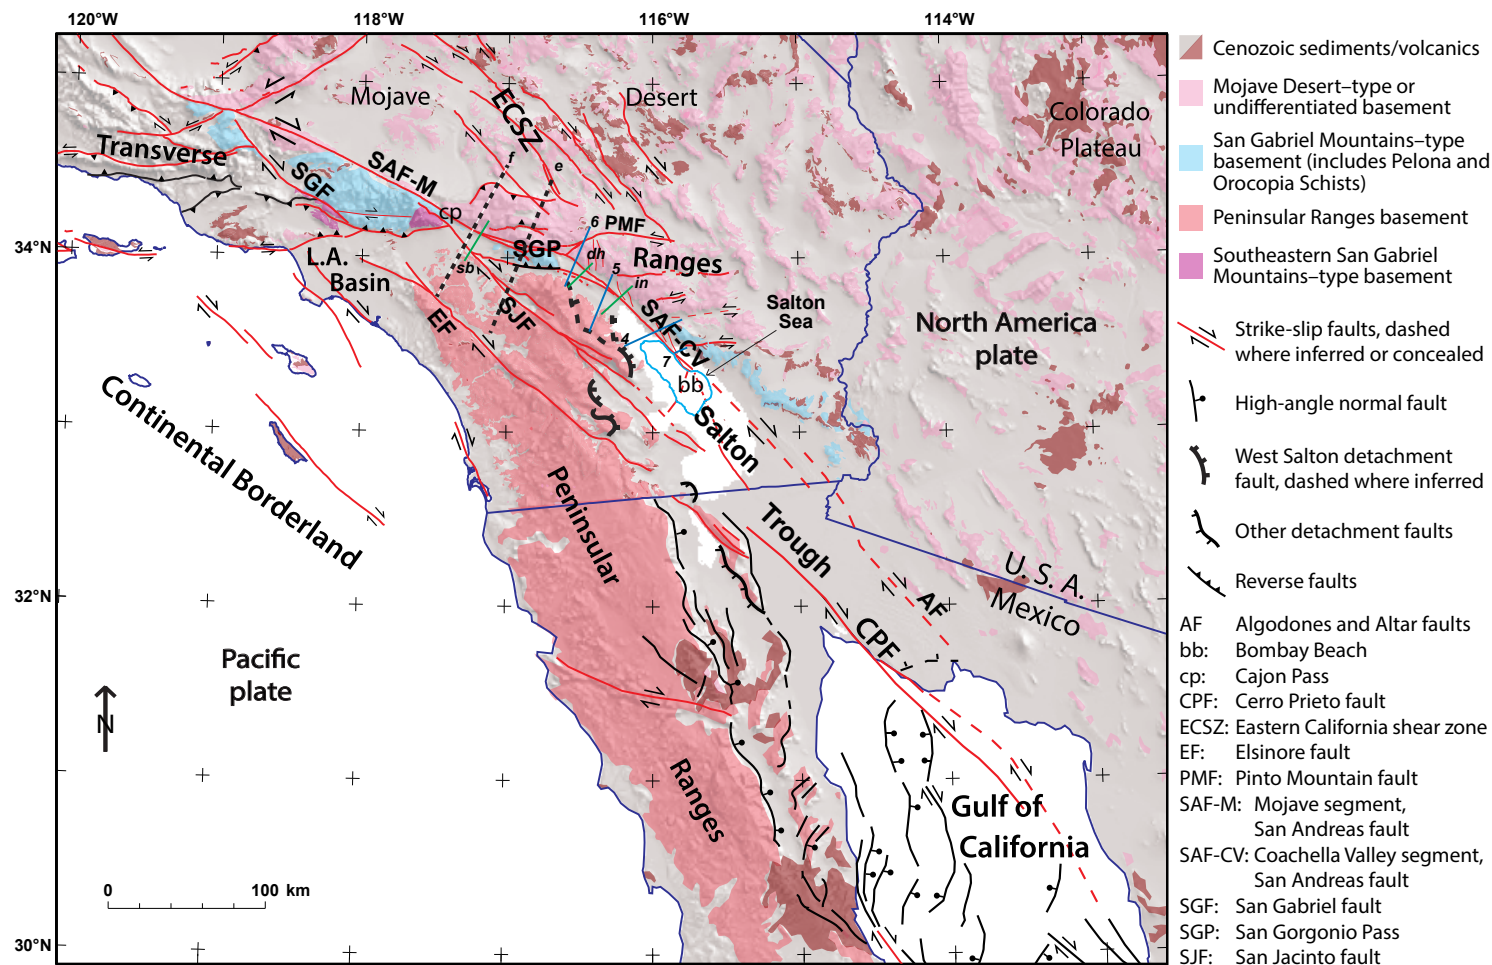 120°W
118°W
116°W
114°W
34°N
32°N
30°N
Mojave
Desert
ECSZ
Colorado
Plateau
Transverse
SGF
SAF-M
f
e
cp
6 PMF
L.A.
Basin
SGP
sb
dh
5
in
Ranges
EF
SJF
4
SAF-CV
Salton
Sea
7
bb
North America
plate
Continental Borderland
Salton
Trough
Peninsular
Ranges
U. S. A.
Mexico
AF
CPF
Pacific
plate
N
Gulf of
California
0
100 km
Cenozoic sediments/volcanics
Mojave Desert–type or
undifferentiated basement
San Gabriel Mountains–type
basement (includes Pelona and
Orocopia Schists)
Peninsular Ranges basement
Southeastern San Gabriel
Mountains–type basement
Strike-slip faults, dashed
where inferred or concealed
High-angle normal fault
West Salton detachment
fault, dashed where inferred
Other detachment faults
Reverse faults
AF Algodones and Altar faults
bb: Bombay Beach
cp: Cajon Pass
CPF: Cerro Prieto fault
ECSZ: Eastern California shear zone
EF: Elsinore fault
PMF: Pinto Mountain fault
SAF-M: Mojave segment,
San Andreas fault
SAF-CV: Coachella Valley segment,
San Andreas fault
SGF: San Gabriel fault
SGP: San Gorgonio Pass
SJF: San Jacinto fault